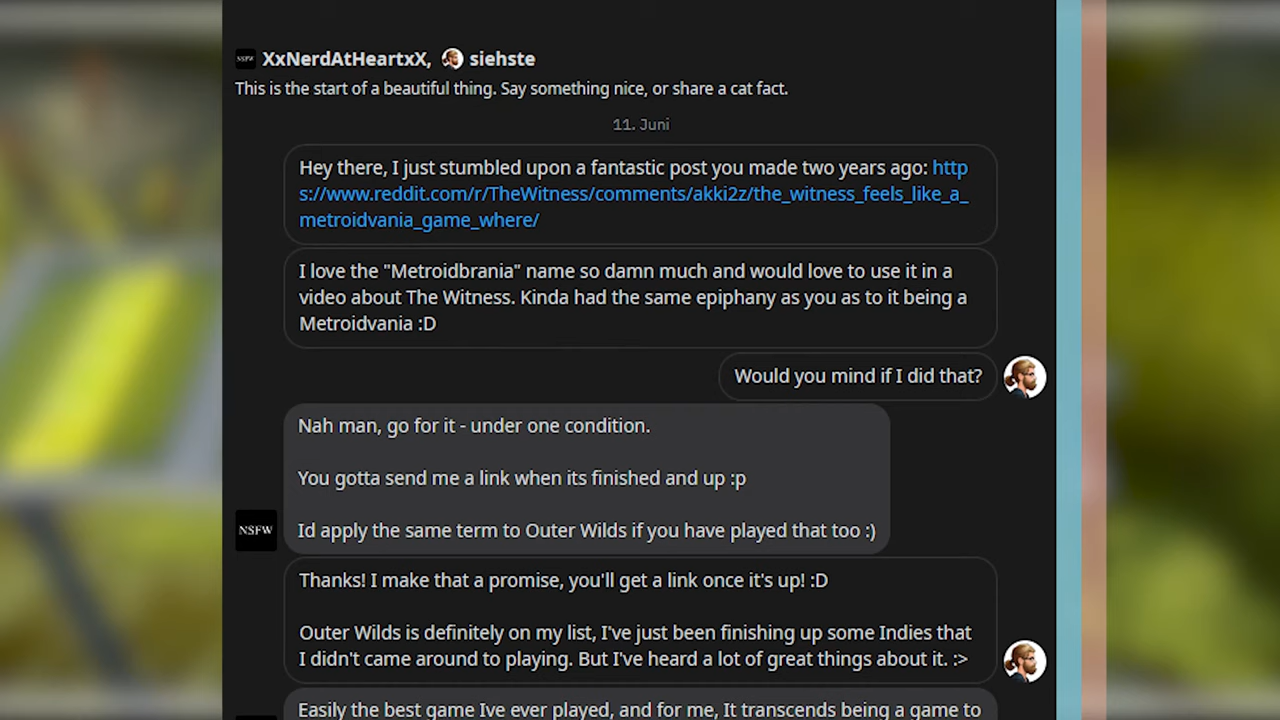 NSFW XxNerdAtHeartxX, siehste
This is the start of a beautiful thing. Say something nice, or share a cat fact.
11. Juni
Hey there, I just stumbled upon a fantastic post you made two years ago: http
s://www.reddit.com/r/TheWitness/comments/akki2z/the_witness_feels_like_a_
metroidvania_game_where/
I love the "Metroidbrania" name so damn much and would love to use it in a
video about The Witness. Kinda had the same epiphany as you as to it being a
Metroidvania :D
Would you mind if I did that?
Nah man, go for it - under one condition.
You gotta send me a link when its finished and up :p
Id apply the same term to Outer Wilds if you have played that too :)
NSFW
Thanks! I make that a promise, you'll get a link once it's up! :D
Outer Wilds is definitely on my list, I've just been finishing up some Indies that
I didn't came around to playing. But I've heard a lot of great things about it. :>
Easily the best game Ive ever played, and for me, It transcends being a game to